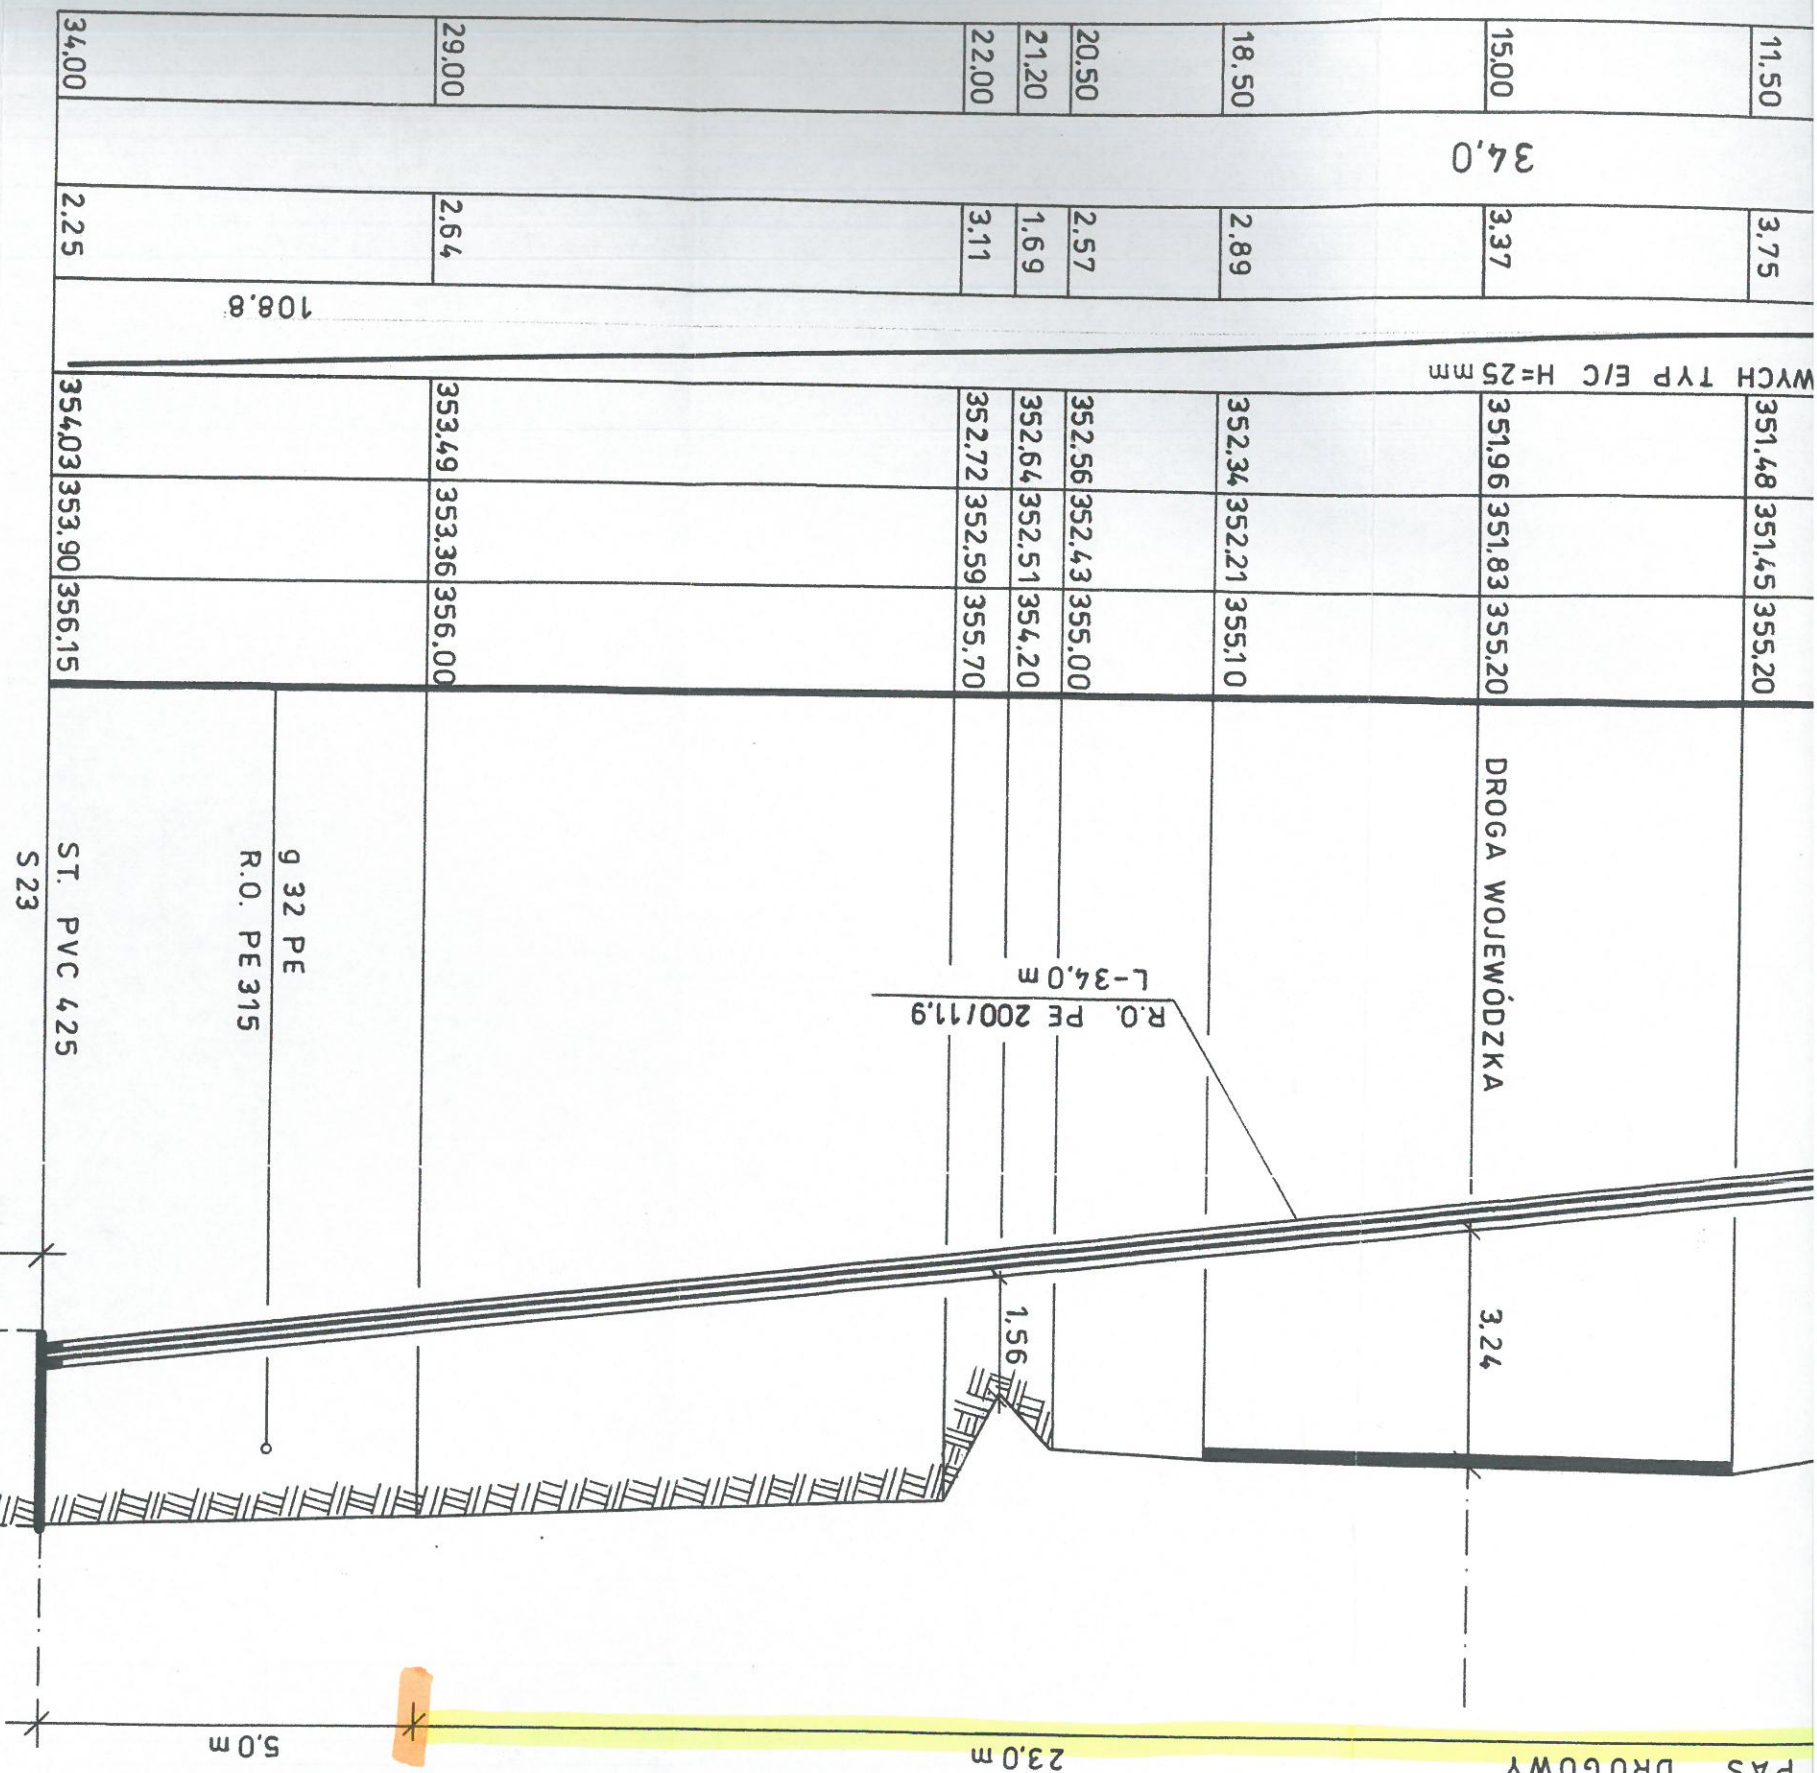 34,00 29,00 22,00 21,20 20,50 18,50 15,00 11,50
34,0
2,25 2,64 3,11 1,69 2,57 2,89 3,37 3,75
108,8
WYCH TYP E/C H=25mm
354,03 353,49 352,72 352,64 352,56 352,34 351,96 351,48
353,90 353,36 352,59 352,51 352,43 352,21 351,83 351,45
356,15 356,00 355,70 354,20 355,00 355,10 355,20 355,20
DROGA WOJEWÓDZKA
g 32 PE
R.O. PE 315
ST. PVC 425
S 23
R.O. PE 200/11,9
L-34,0m
1,56
3,24
5,0m
23,0m
PAS DROGOWY